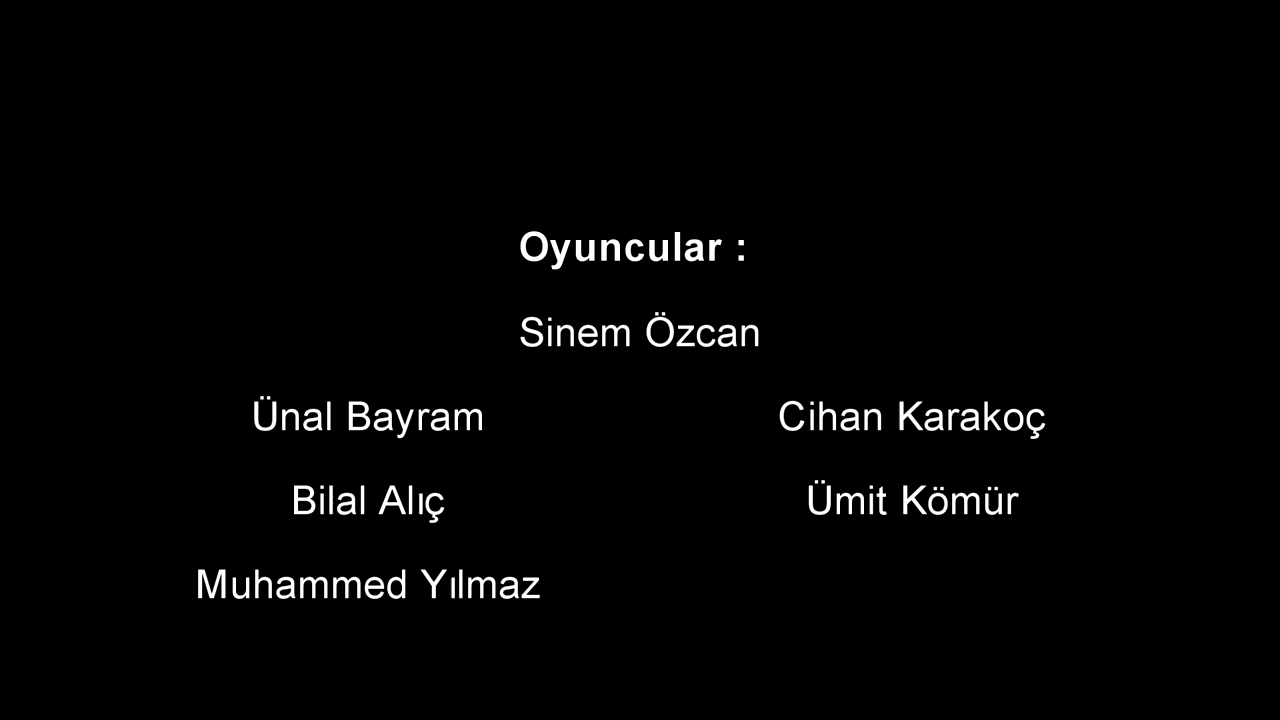 Oyuncular :
Sinem Özcan
Ünal Bayram Cihan Karakoç
Bilal Alıç Ümit Kömür
Muhammed Yılmaz